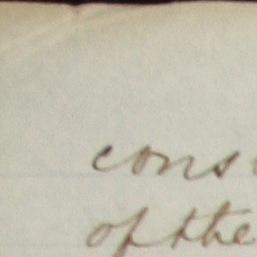 cons
of the